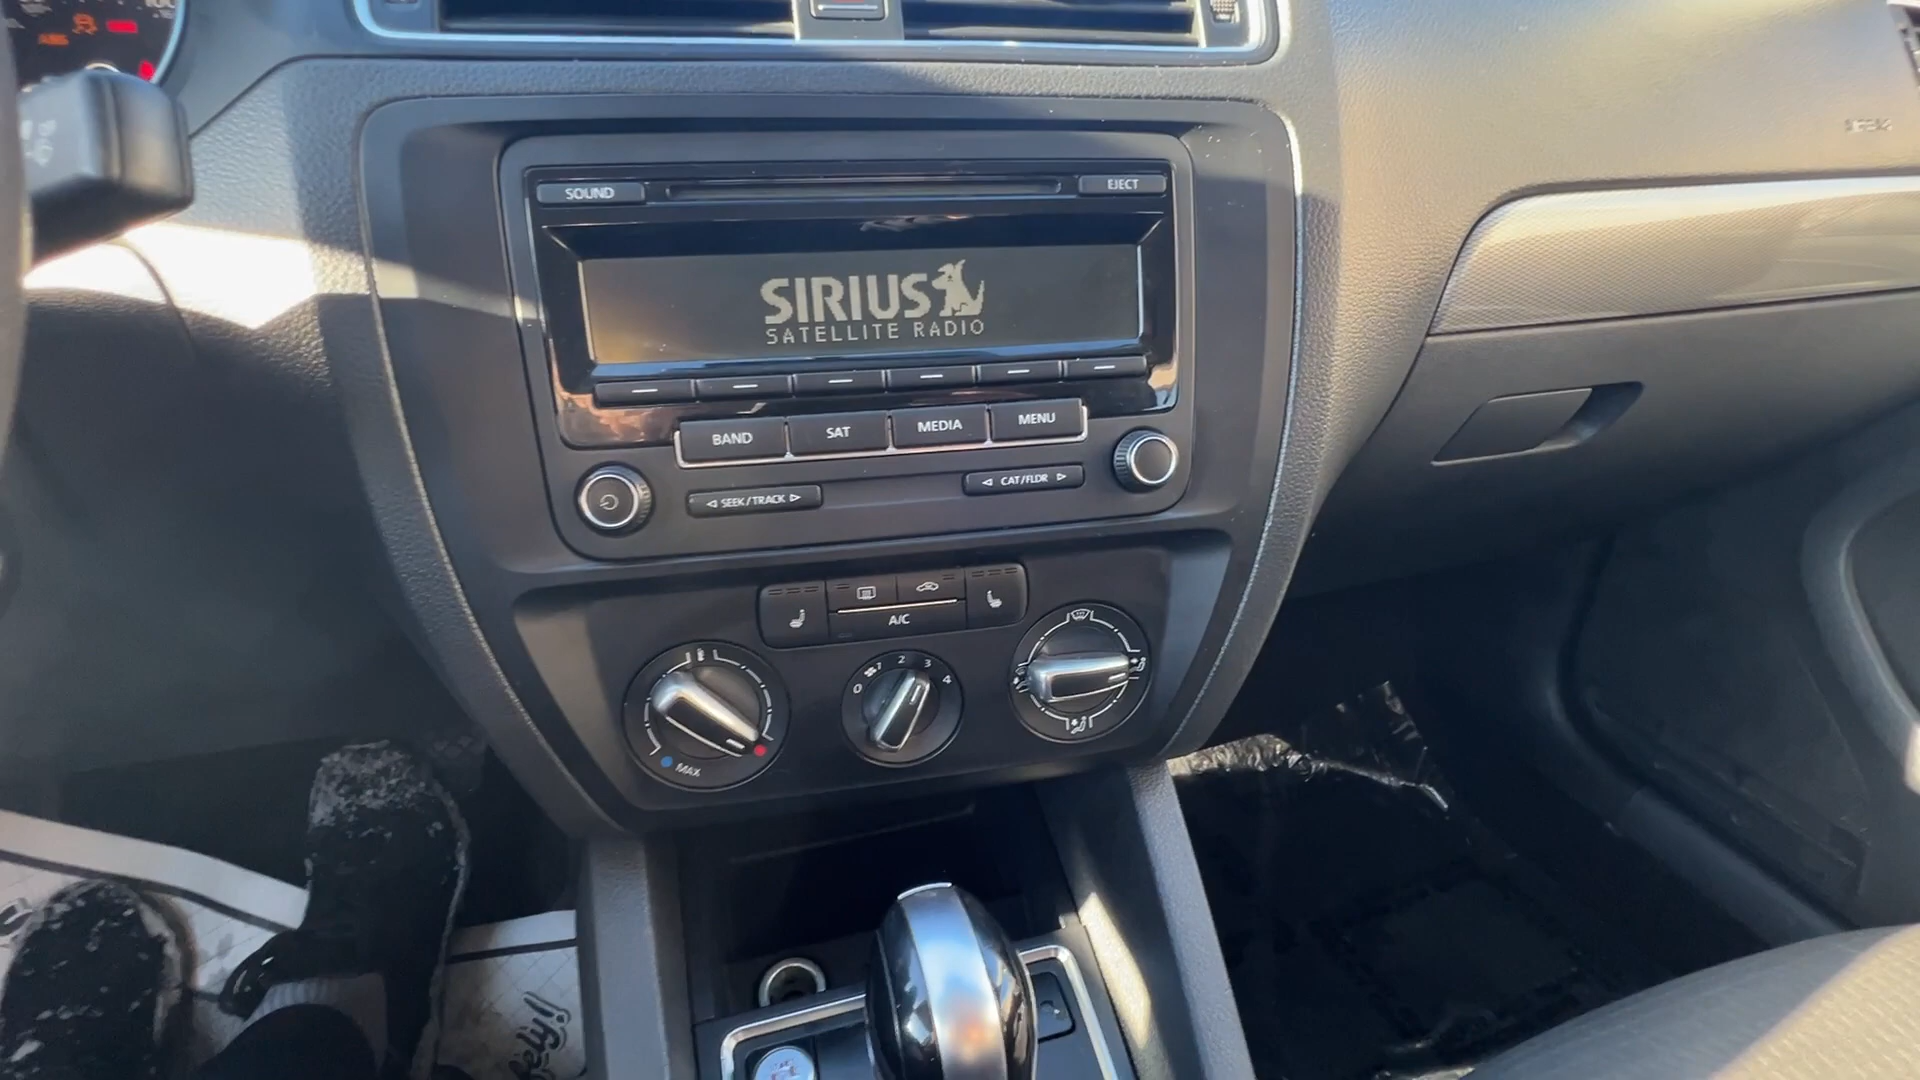 ABS
SOUND
EJECT
SIRIUS
SATELLITE RADIO
BAND
SAT
MEDIA
MENU
SEEK/TRACK
CAT/FLDR
A/C
0 1 2 3 4
MAX